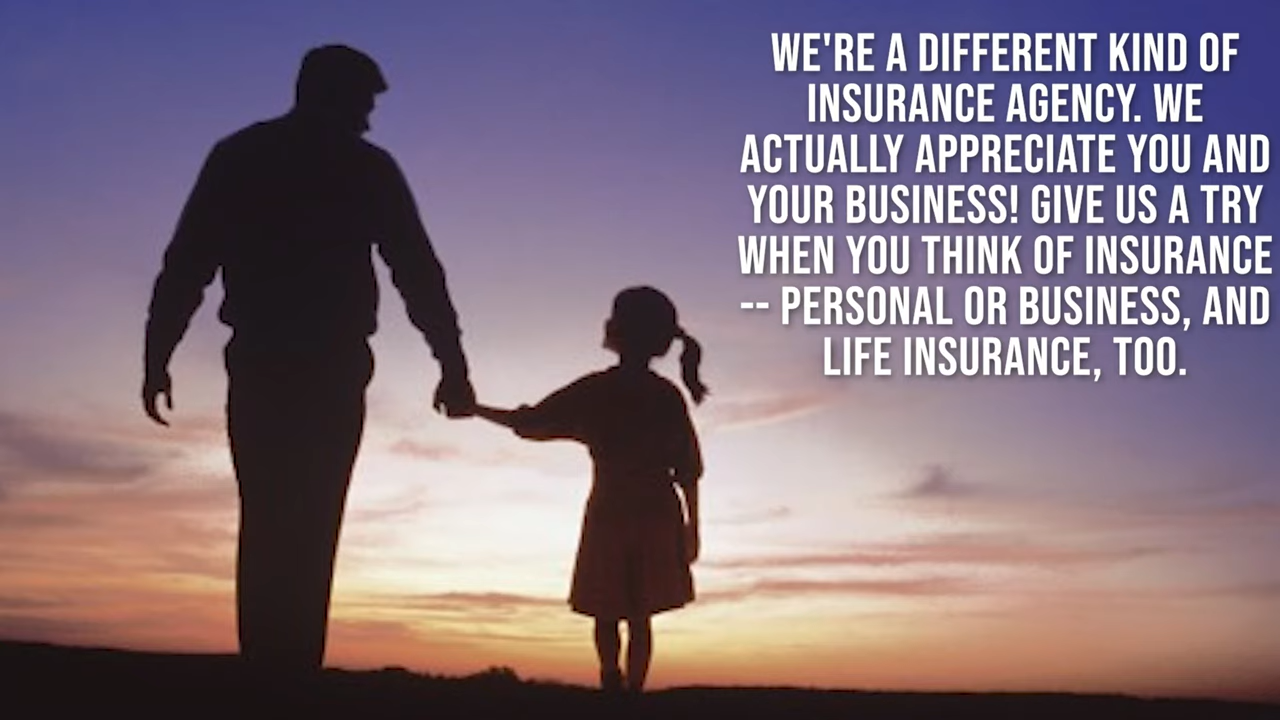 WE'RE A DIFFERENT KIND OF
INSURANCE AGENCY. WE
ACTUALLY APPRECIATE YOU AND
YOUR BUSINESS! GIVE US A TRY
WHEN YOU THINK OF INSURANCE
-- PERSONAL OR BUSINESS, AND
LIFE INSURANCE, TOO.